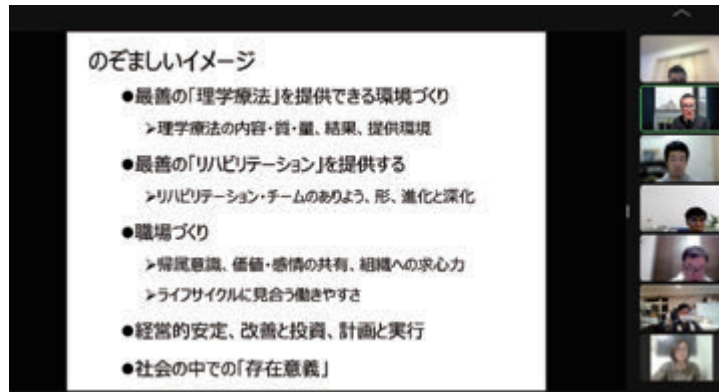 のぞましいイメージ
●最善の「理学療法」を提供できる環境づくり
➢理学療法の内容・質・量、結果、提供環境
●最善の「リハビリテーション」を提供する
➢リハビリテーション・チームのありよう、形、進化と深化
●職場づくり
➢帰属意識、価値・感情の共有、組織への求心力
➢ライフサイクルに見合う働きやすさ
●経営的安定、改善と投資、計画と実行
●社会の中での「存在意義」